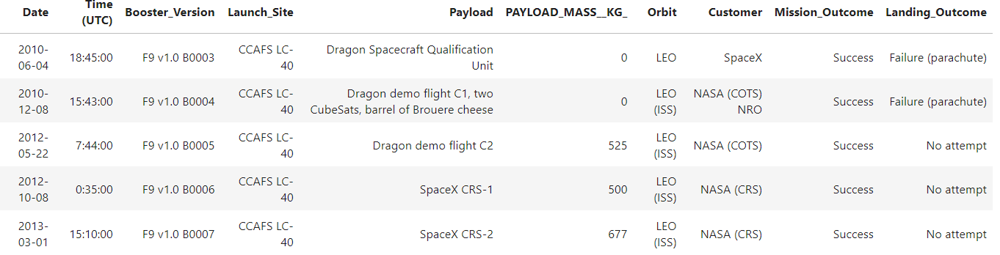 Date Time (UTC) Booster_Version Launch_Site Payload PAYLOAD_MASS__KG_ Orbit Customer Mission_Outcome Landing_Outcome
2010-06-04 18:45:00 F9 v1.0 B0003 CCAFS LC-40 Dragon Spacecraft Qualification Unit 0 LEO SpaceX Success Failure (parachute)
2010-12-08 15:43:00 F9 v1.0 B0004 CCAFS LC-40 Dragon demo flight C1, two CubeSats, barrel of Brouere cheese 0 LEO (ISS) NASA (COTS) NRO Success Failure (parachute)
2012-05-22 7:44:00 F9 v1.0 B0005 CCAFS LC-40 Dragon demo flight C2 525 LEO (ISS) NASA (COTS) Success No attempt
2012-10-08 0:35:00 F9 v1.0 B0006 CCAFS LC-40 SpaceX CRS-1 500 LEO (ISS) NASA (CRS) Success No attempt
2013-03-01 15:10:00 F9 v1.0 B0007 CCAFS LC-40 SpaceX CRS-2 677 LEO (ISS) NASA (CRS) Success No attempt